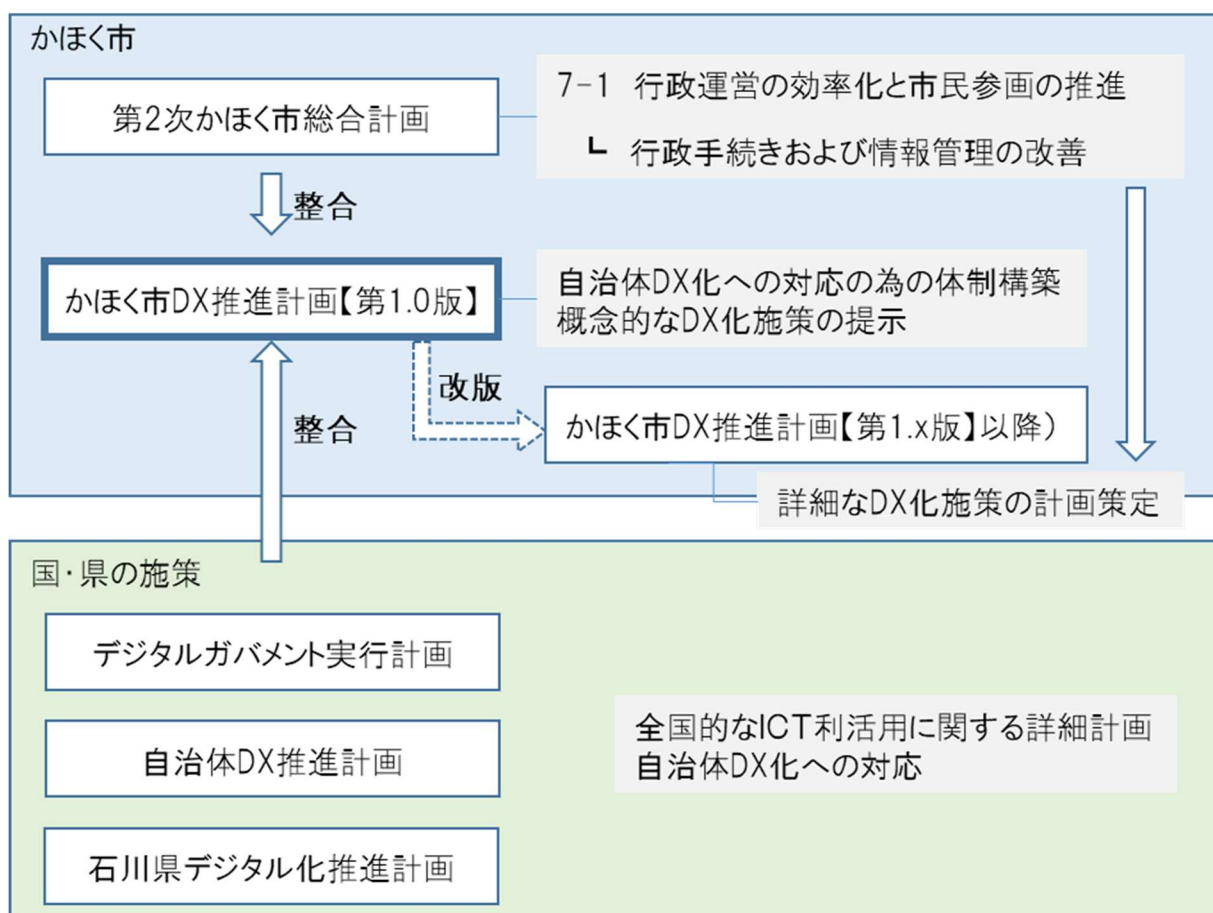 かほく市
第2次かほく市総合計画
7-1 行政運営の効率化と市民参画の推進
┗ 行政手続きおよび情報管理の改善
整合
かほく市DX推進計画【第1.0版】
自治体DX化への対応の為の体制構築
概念的なDX化施策の提示
改版
整合
かほく市DX推進計画【第1.x版】以降）
詳細なDX化施策の計画策定
国・県の施策
デジタルガバメント実行計画
自治体DX推進計画
全国的なICT利活用に関する詳細計画
自治体DX化への対応
石川県デジタル化推進計画